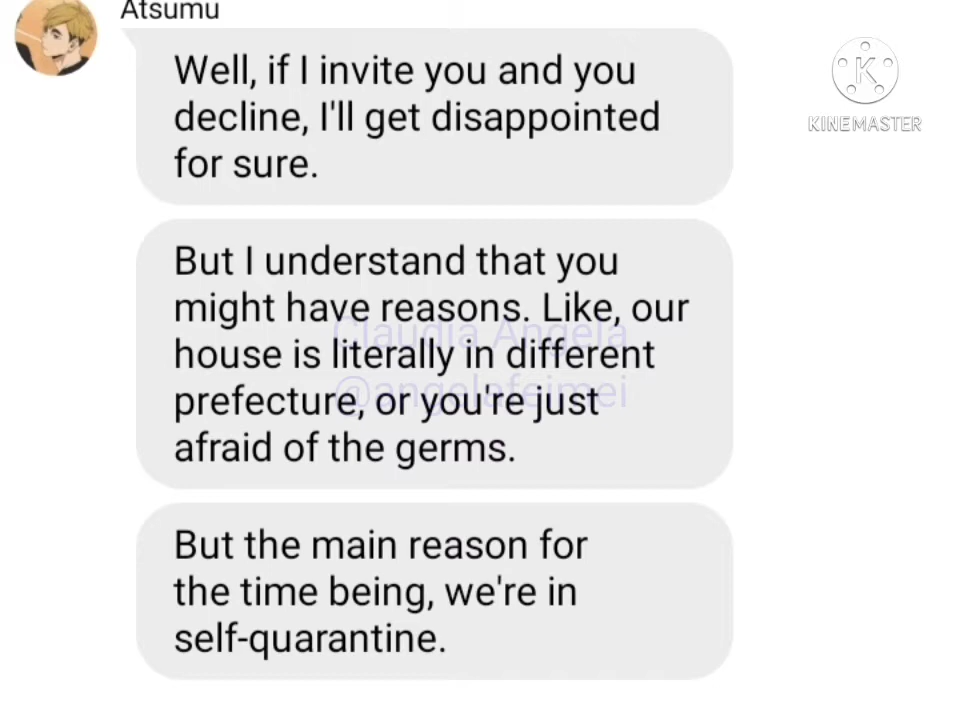 Atsumu
Well, if I invite you and you
decline, I'll get disappointed
for sure.
But I understand that you
might have reasons. Like, our
house is literally in different
prefecture, or you're just
afraid of the germs.
But the main reason for
the time being, we're in
self-quarantine.
Claudia Angela
@angelafeimei
K
KINEMASTER